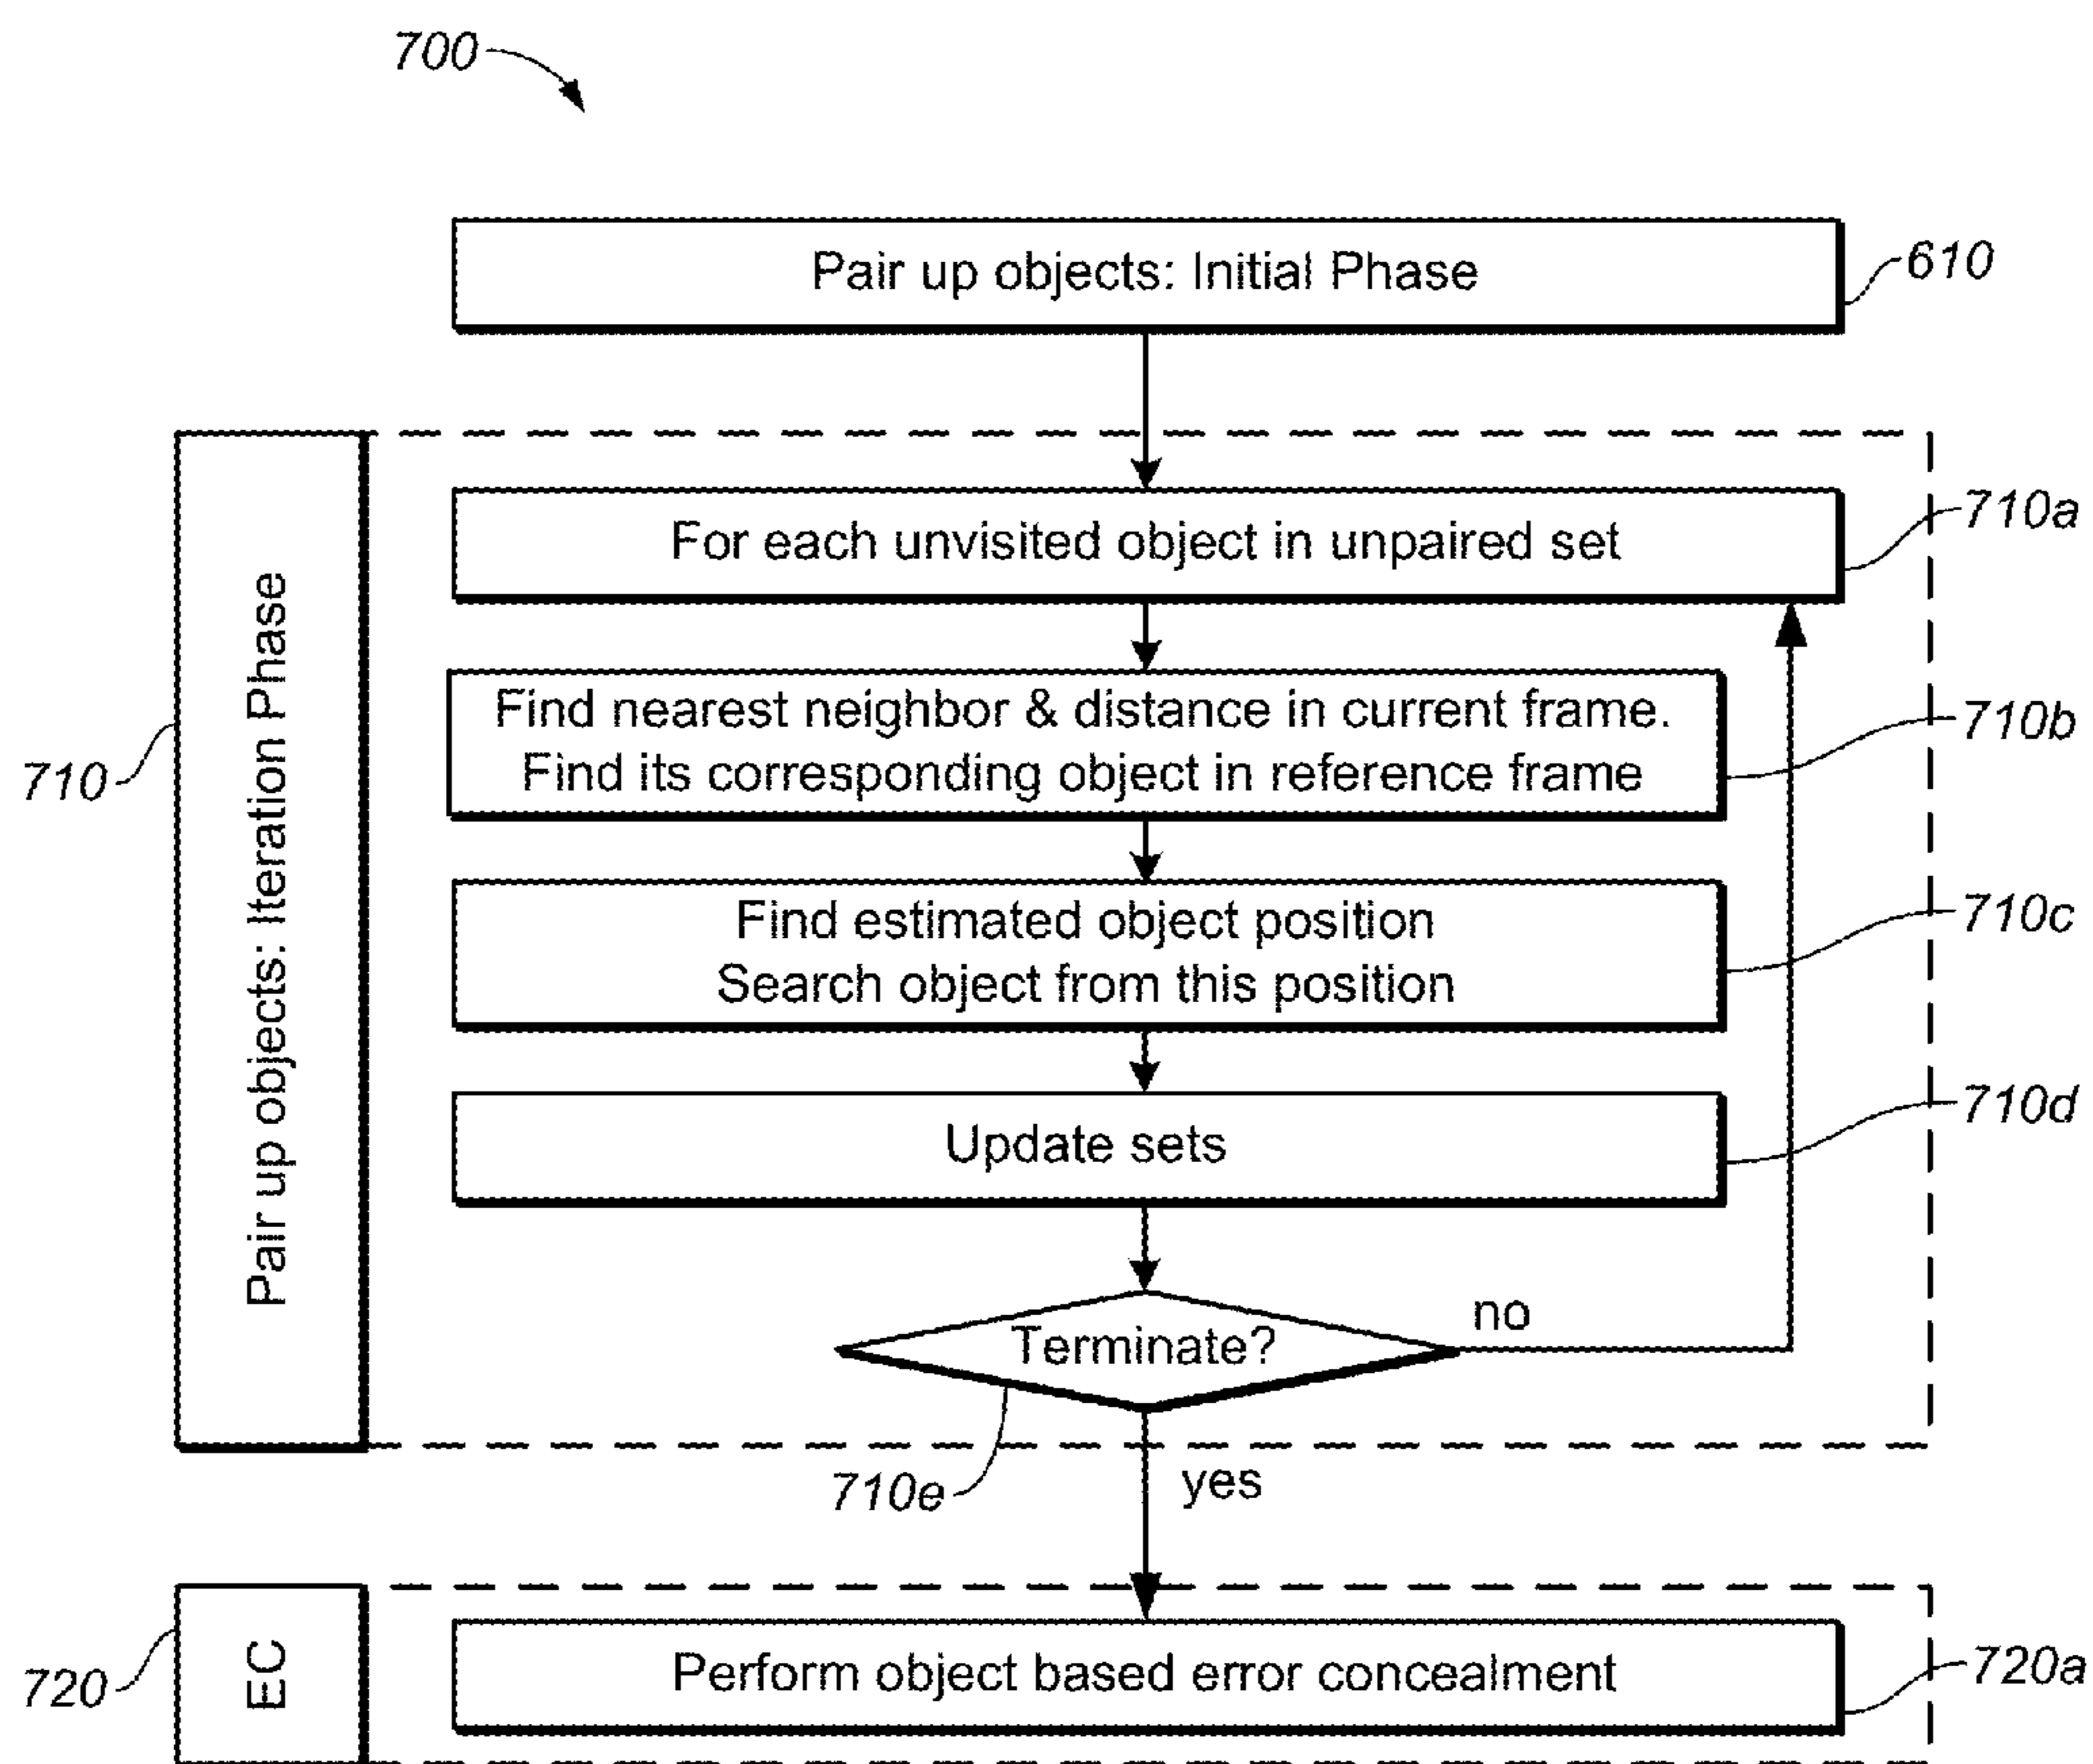 700
Pair up objects: Initial Phase
610
Pair up objects: Iteration Phase
710
For each unvisited object in unpaired set
710a
Find nearest neighbor & distance in current frame.
Find its corresponding object in reference frame
710b
Find estimated object position
Search object from this position
710c
Update sets
710d
Terminate?
no
710e
yes
EC
720
Perform object based error concealment
720a